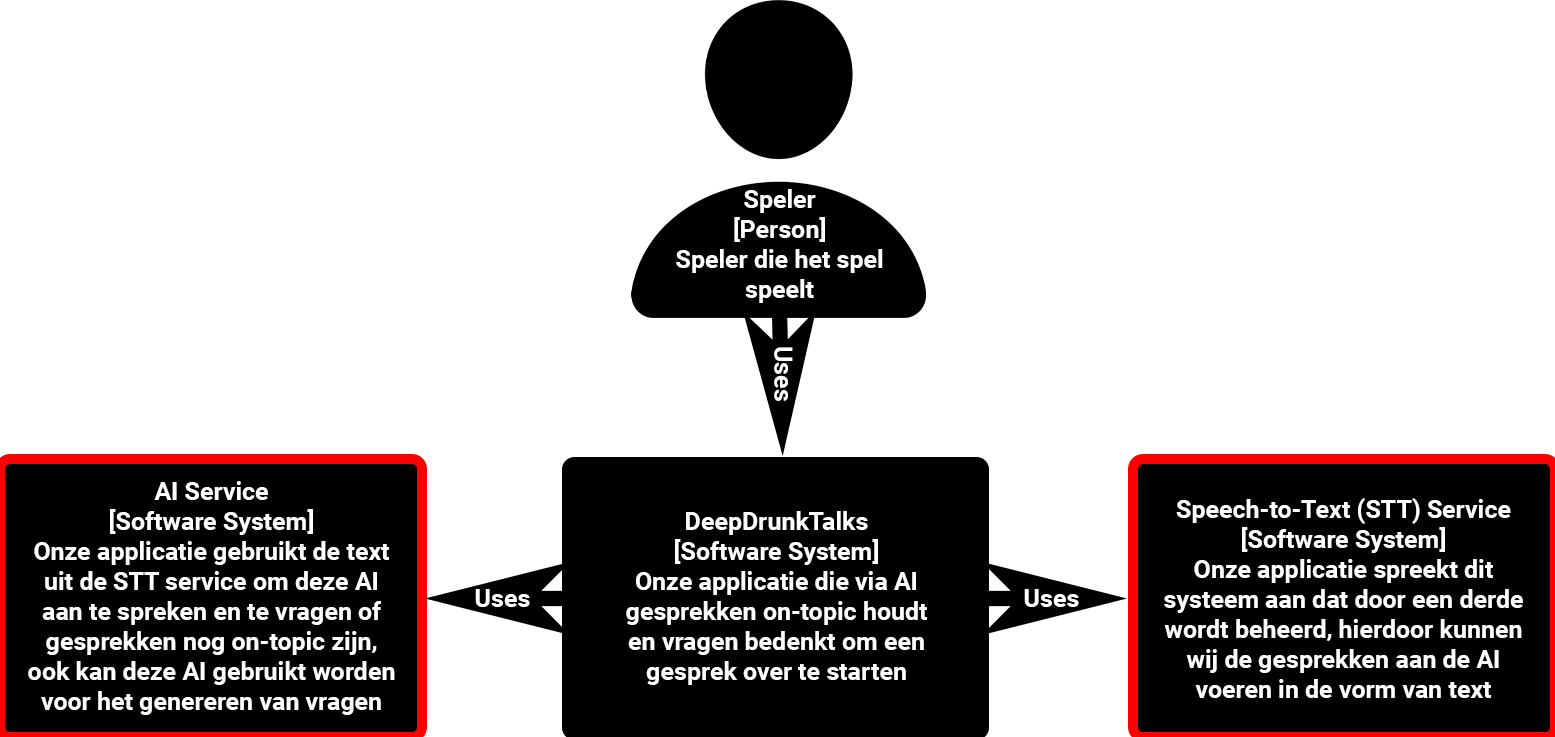 Speler
[Person]
Speler die het spel
speelt
Uses
AI Service
[Software System]
Onze applicatie gebruikt de text
uit de STT service om deze AI
aan te spreken en te vragen of
gesprekken nog on-topic zijn,
ook kan deze AI gebruikt worden
voor het genereren van vragen
Uses
DeepDrunkTalks
[Software System]
Onze applicatie die via AI
gesprekken on-topic houdt
en vragen bedenkt om een
gesprek over te starten
Uses
Speech-to-Text (STT) Service
[Software System]
Onze applicatie spreekt dit
systeem aan dat door een derde
wordt beheerd, hierdoor kunnen
wij de gesprekken aan de AI
voeren in de vorm van text